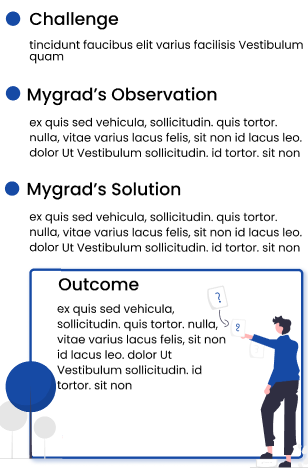 Challenge
tincidunt faucibus elit varius facilisis Vestibulum
quam
Mygrad's Observation
ex quis sed vehicula, sollicitudin. quis tortor.
nulla, vitae varius lacus felis, sit non id lacus leo.
dolor Ut Vestibulum sollicitudin. id tortor. sit non
Mygrad's Solution
ex quis sed vehicula, sollicitudin. quis tortor.
nulla, vitae varius lacus felis, sit non id lacus leo.
dolor Ut Vestibulum sollicitudin. id tortor. sit non
Outcome
ex quis sed vehicula,
sollicitudin. quis tortor. nulla,
vitae varius lacus felis, sit non
id lacus leo. dolor Ut
Vestibulum sollicitudin. id
tortor. sit non
?
?